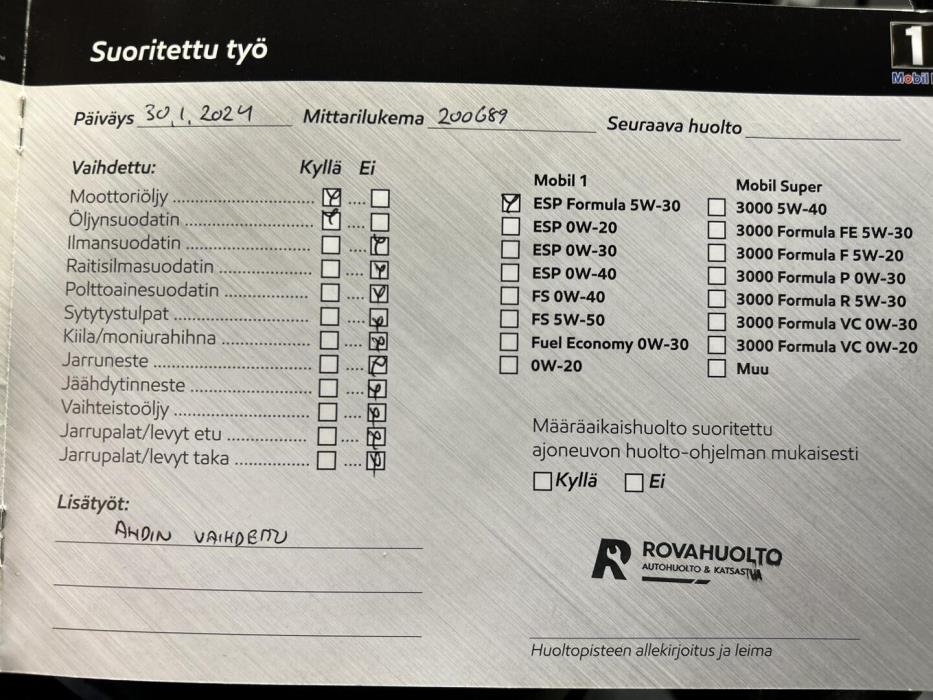 Suoritettu työ
1
Mobil
Päiväys 30.1.2024 Mittarilukema 200689 Seuraava huolto
Vaihdettu: Kyllä Ei
Moottoriöljy
Öljynsuodatin
Ilmansuodatin
Raitisilmasuodatin
Polttoainesuodatin
Sytytystulpat
Kiila/moniurahihna
Jarruneste
Jäähdytinneste
Vaihteistoöljy
Jarrupalat/levyt etu
Jarrupalat/levyt taka
Lisätyöt:
AHDIN VAIHDETTU
Mobil 1
ESP Formula 5W-30
ESP 0W-20
ESP 0W-30
ESP 0W-40
FS 0W-40
FS 5W-50
Fuel Economy 0W-30
0W-20
Mobil Super
3000 5W-40
3000 Formula FE 5W-30
3000 Formula F 5W-20
3000 Formula P 0W-30
3000 Formula R 5W-30
3000 Formula VC 0W-30
3000 Formula VC 0W-20
Muu
Määräaikaishuolto suoritettu
ajoneuvon huolto-ohjelman mukaisesti
Kyllä Ei
ROVAHUOLTO
AUTOHUOLTO & KATSASTUA
Huoltopisteen allekirjoitus ja leima